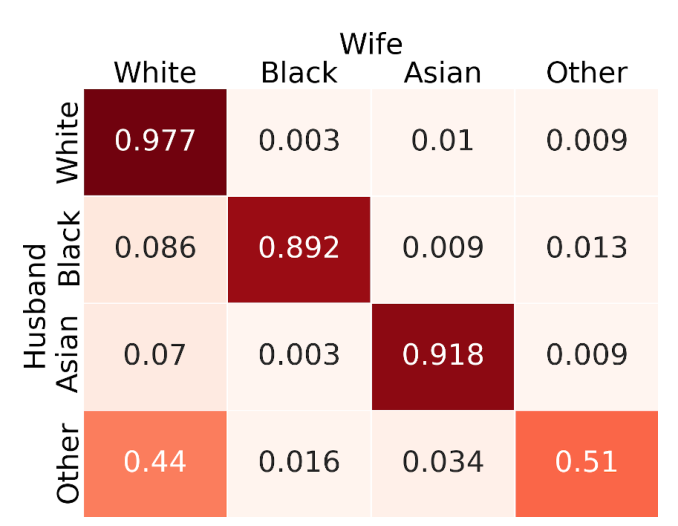 Wife
White Black Asian Other
Husband
White 0.977 0.003 0.01 0.009
Black 0.086 0.892 0.009 0.013
Asian 0.07 0.003 0.918 0.009
Other 0.44 0.016 0.034 0.51